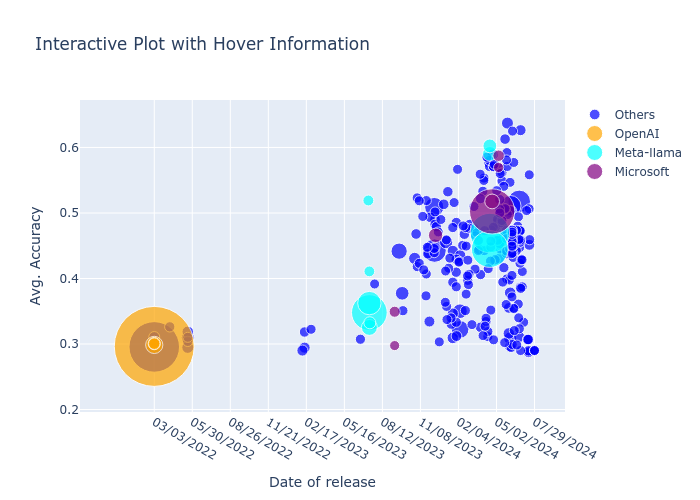 Interactive Plot with Hover Information
Others
OpenAI
Meta-llama
Microsoft
Avg. Accuracy
0.6
0.5
0.4
0.3
0.2
03/03/2022
05/30/2022
08/26/2022
11/21/2022
02/17/2023
05/16/2023
08/12/2023
11/08/2023
02/04/2024
05/02/2024
07/29/2024
Date of release